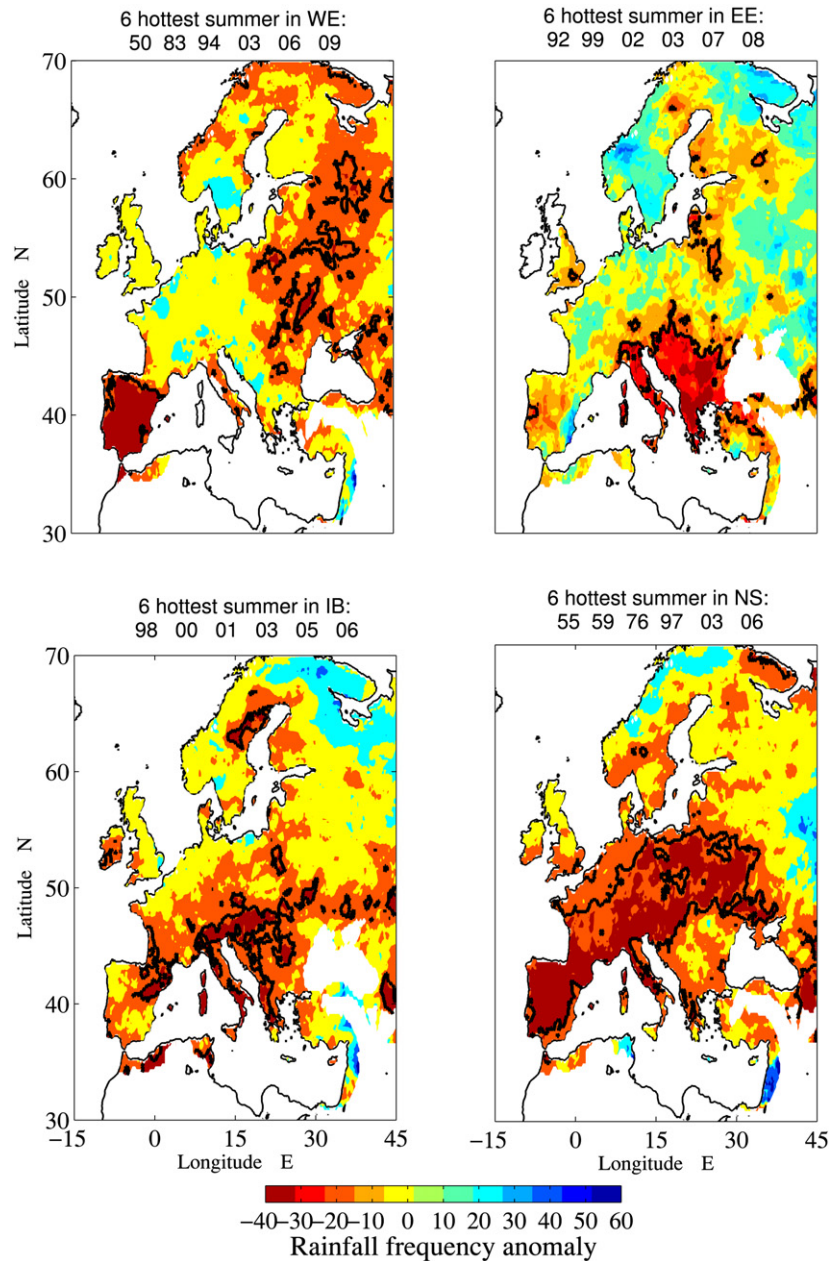 6 hottest summer in WE:
50 83 94 03 06 09
6 hottest summer in EE:
92 99 02 03 07 08
70
60
50
40
30
Latitude N
6 hottest summer in IB:
98 00 01 03 05 06
6 hottest summer in NS:
55 59 76 97 03 06
70
60
50
40
30
Latitude N
-15 0 15 30 45
Longitude E
-15 0 15 30 45
Longitude E
-40 -30 -20 -10 0 10 20 30 40 50 60
Rainfall frequency anomaly